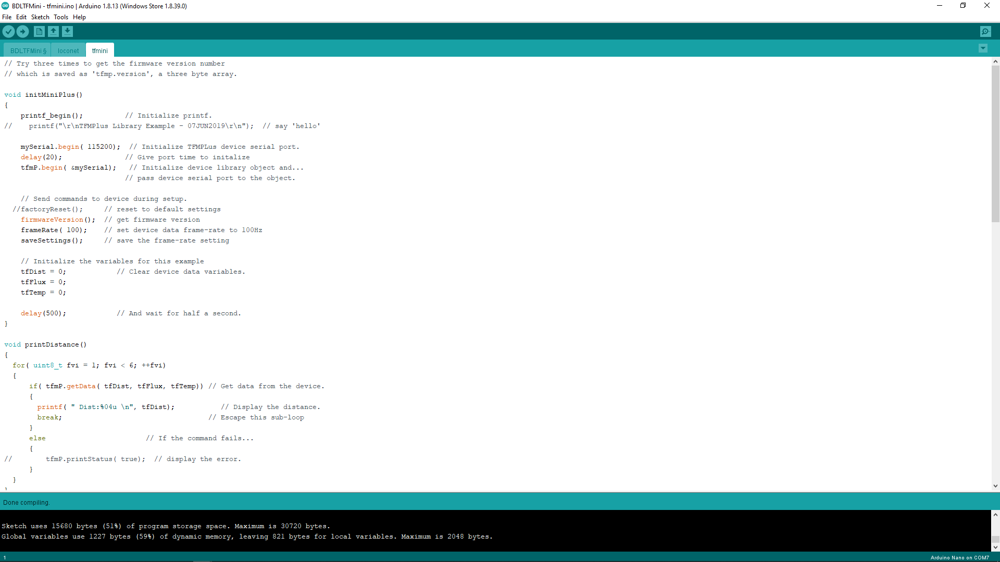 BDLTFMini - tfmini.ino | Arduino 1.8.13 (Windows Store 1.8.39.0)
File Edit Sketch Tools Help
BDLTFMini § loconet tfmini
// Try three times to get the firmware version number
// which is saved as 'tfmp.version', a three byte array.
void initMiniPlus()
{
printf_begin(); // Initialize printf.
// printf("\r\nTFMPlus Library Example - 07JUN2019\r\n"); // say 'hello'
mySerial.begin( 115200); // Initialize TFMPLus device serial port.
delay(20); // Give port time to initalize
tfmP.begin( &mySerial); // Initialize device library object and...
// pass device serial port to the object.
// Send commands to device during setup.
//factoryReset(); // reset to default settings
firmwareVersion(); // get firmware version
frameRate( 100); // set device data frame-rate to 100Hz
saveSettings(); // save the frame-rate setting
// Initialize the variables for this example
tfDist = 0; // Clear device data variables.
tfFlux = 0;
tfTemp = 0;
delay(500); // And wait for half a second.
}
void printDistance()
{
for( uint8_t fvi = 1; fvi < 6; ++fvi)
{
if( tfmP.getData( tfDist, tfFlux, tfTemp)) // Get data from the device.
{
printf( " Dist:%04u \n", tfDist); // Display the distance.
break; // Escape this sub-loop
}
else // If the command fails...
{
// tfmP.printStatus( true); // display the error.
}
}
}
Done compiling.
Sketch uses 15680 bytes (51%) of program storage space. Maximum is 30720 bytes.
Global variables use 1227 bytes (59%) of dynamic memory, leaving 821 bytes for local variables. Maximum is 2048 bytes.
1 Arduino Nano on COM7